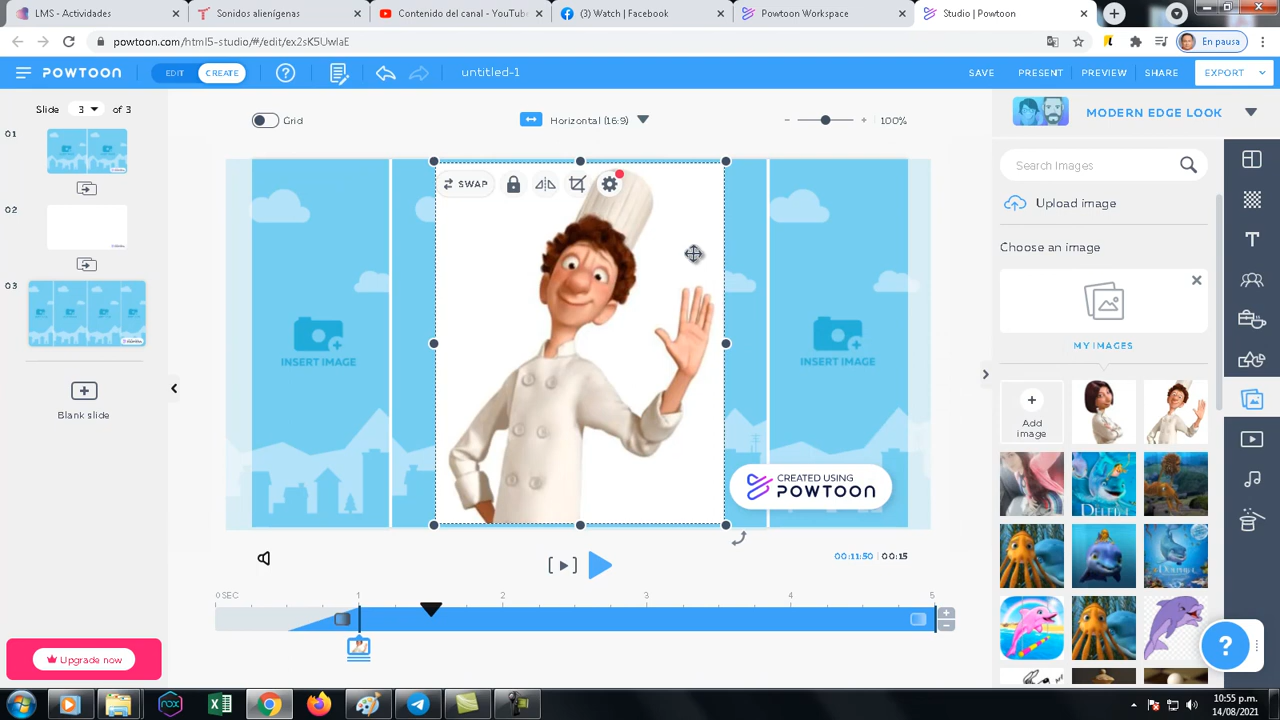 LMS - Actividades
Sonidos alienígenas
Contenido del canal - YouTu
(3) Watch | Facebook
Powtoon Workspace
Studio | Powtoon
powtoon.com/html5-studio/#/edit/ex2sK5UwlaE
En pausa
POWTOON
EDIT
CREATE
untitled-1
SAVE
PRESENT
PREVIEW
SHARE
EXPORT
Slide
3
of 3
Grid
Horizontal (16:9)
100%
MODERN EDGE LOOK
01
02
03
Blank slide
SWAP
INSERT IMAGE
INSERT IMAGE
CREATED USING
POWTOON
Search Images
Upload image
Choose an image
MY IMAGES
Add
image
00:11:50
00:15
0SEC
1
2
3
4
5
Upgrade now
10:55 p.m.
14/08/2021